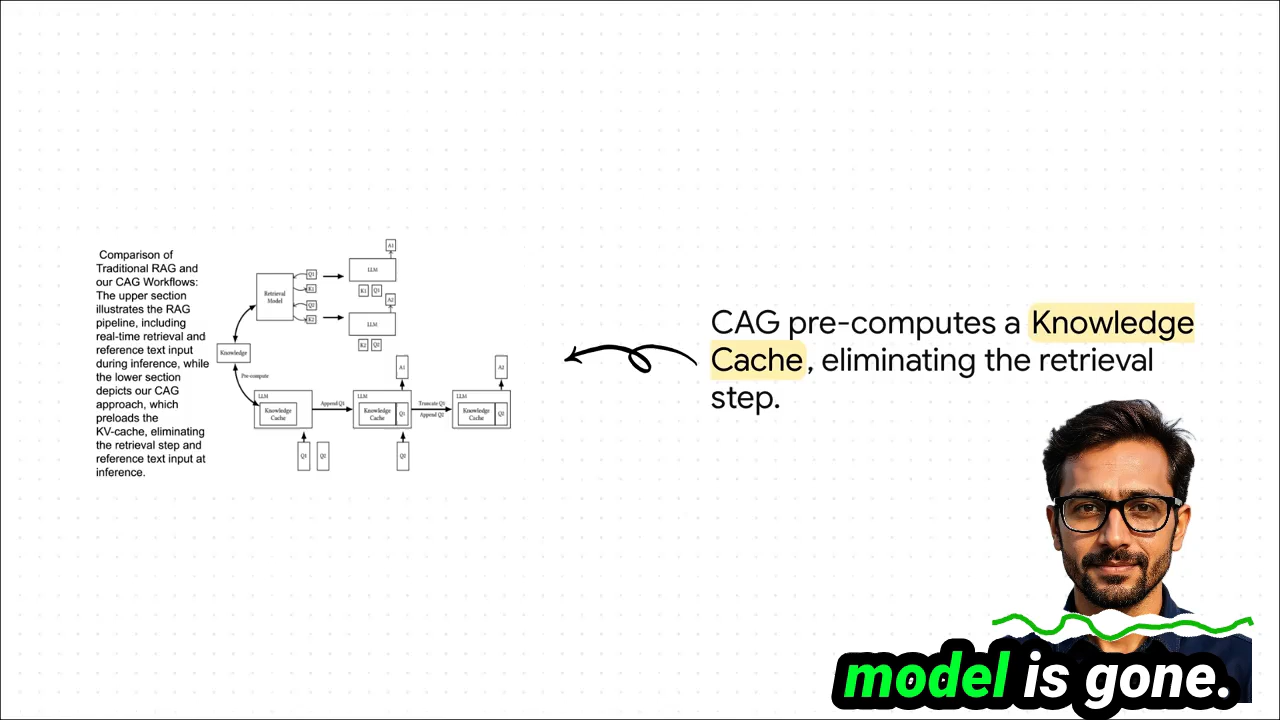 Comparison of
Traditional RAG and
our CAG Workflows:
The upper section
illustrates the RAG
pipeline, including
real-time retrieval and
reference text input
during inference, while
the lower section
depicts our CAG
approach, which
preloads the
KV-cache, eliminating
the retrieval step and
reference text input at
inference.
A1
Retrieval
Model
Q1
K1
Q2
K2
LLM
K1 Q1
A2
LLM
K2 Q2
Knowledge
Pre-compute
LLM
Knowledge
Cache
Q1 Q2
Append Q1
A1
LLM
Knowledge
Cache
Q1
Q2
Truncate Q1
Append Q2
A2
LLM
Knowledge
Cache
Q2
CAG pre-computes a Knowledge
Cache, eliminating the retrieval
step.
model is gone.